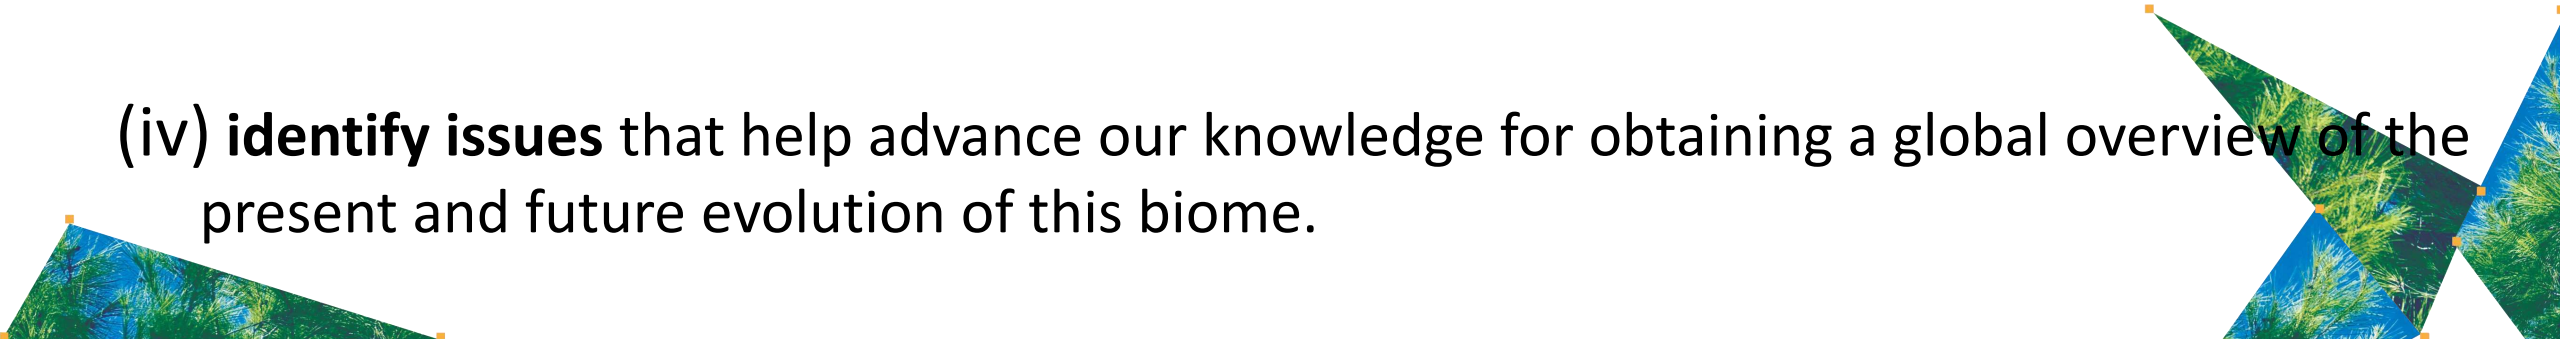 (iv) identify issues that help advance our knowledge for obtaining a global overview of the
present and future evolution of this biome.